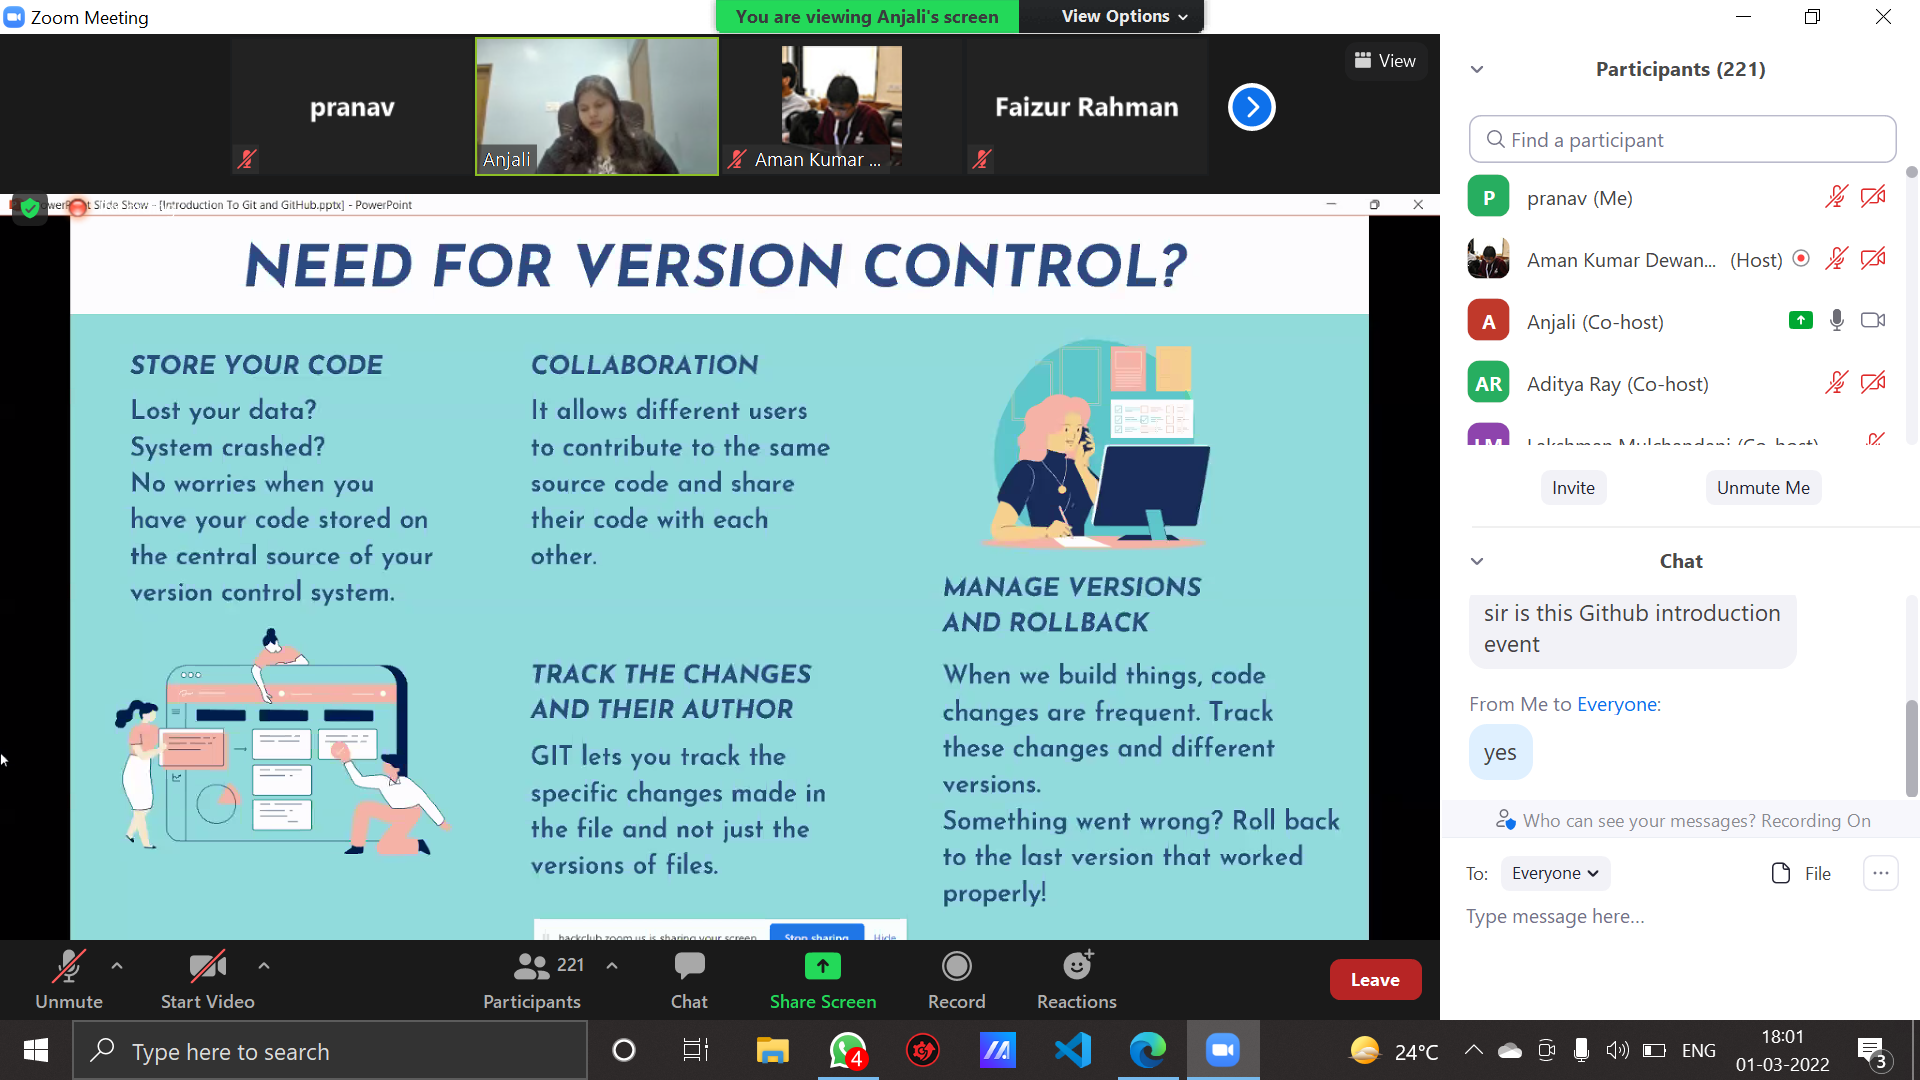 Zoom Meeting
You are viewing Anjali's screen
View Options
pranav
Anjali
Aman Kumar ...
Faizur Rahman
View
t Slide Show - [Introduction To Git and GitHub.pptx] - PowerPoint
NEED FOR VERSION CONTROL?
STORE YOUR CODE
Lost your data?
System crashed?
No worries when you
have your code stored on
the central source of your
version control system.
COLLABORATION
It allows different users
to contribute to the same
source code and share
their code with each
other.
TRACK THE CHANGES
AND THEIR AUTHOR
GIT lets you track the
specific changes made in
the file and not just the
versions of files.
MANAGE VERSIONS
AND ROLLBACK
When we build things, code
changes are frequent. Track
these changes and different
versions.
Something went wrong? Roll back
to the last version that worked
properly!
hackclub.zoom.us is sharing your screen.
Stop sharing
Hide
Unmute
Start Video
221
Participants
Chat
Share Screen
Record
Reactions
Leave
Participants (221)
Find a participant
P
pranav (Me)
Aman Kumar Dewan... (Host)
A
Anjali (Co-host)
AR
Aditya Ray (Co-host)
LM
Lakshman Mulchandani (Co-host)
Invite
Unmute Me
Chat
sir is this Github introduction
event
From Me to Everyone:
yes
Who can see your messages? Recording On
To: Everyone
File
Type message here...
Type here to search
4
24°C
ENG
18:01
01-03-2022
3